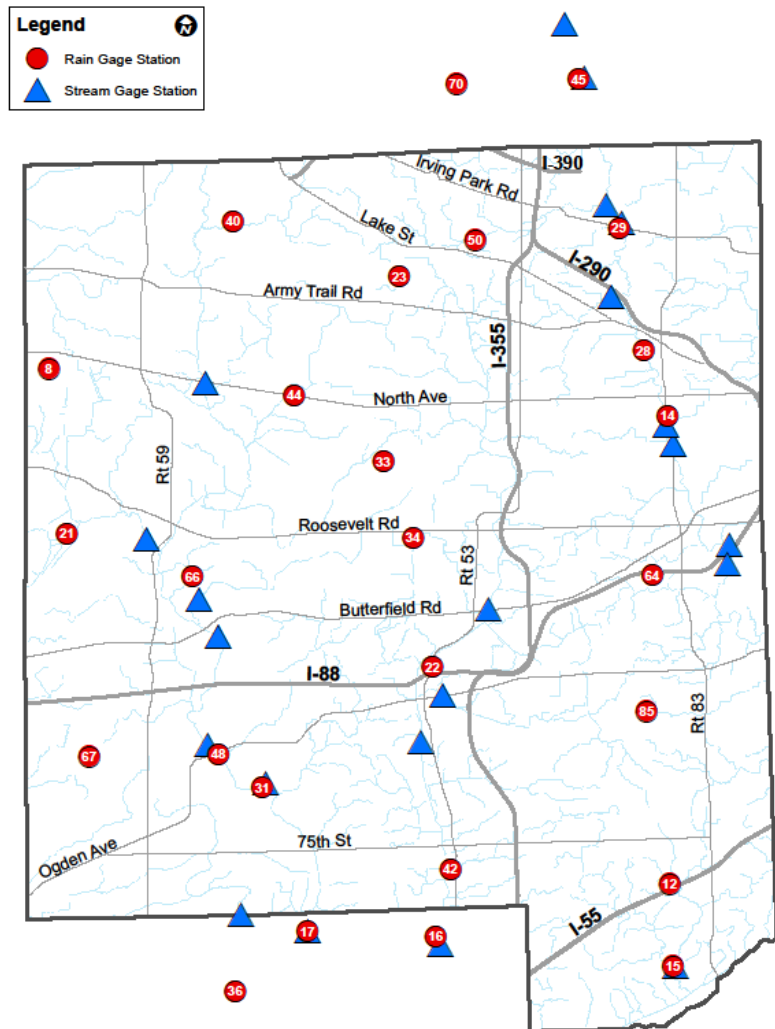 Legend
N
Rain Gage Station
Stream Gage Station
70
45
I-390
Irving Park Rd
40
Lake St
50
29
23
I-290
Army Trail Rd
I-355
28
8
44
North Ave
14
Rt 59
33
21
Roosevelt Rd
34
Rt 53
66
64
Butterfield Rd
22
I-88
85
Rt 83
67
48
31
75th St
Ogden Ave
42
12
I-55
17
16
15
36